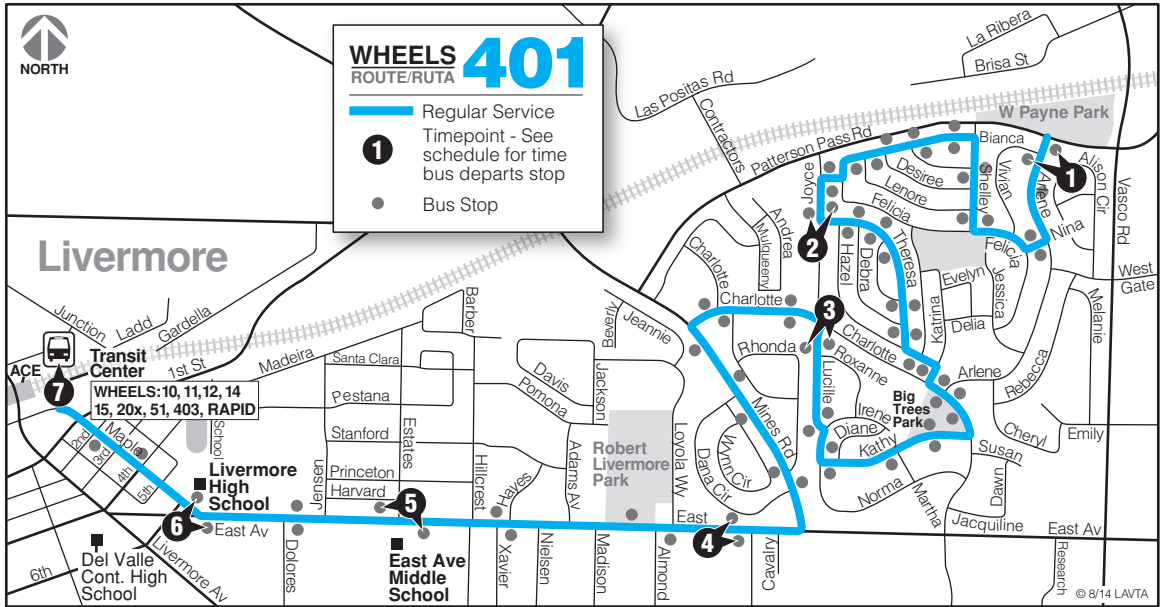 NORTH
WHEELS
ROUTE/RUTA
401
Regular Service
1
Timepoint - See
schedule for time
bus departs stop
Bus Stop
La Ribera
Brisa St
Las Positas Rd
Contractors
Patterson Pass Rd
W Payne Park
Bianca
Alison Cir
1
Vasco Rd
Joyce
Desiree
Lenore
Shelley
Vivian
Arlene
Felicia
2
Nina
Andrea
Mulqueeny
Hazel
Debra
Theresa
Felicia
Jessica
Evelyn
Katrina
Delia
West
Gate
Melanie
Livermore
Charlotte
Charlotte
3
Charlotte
Rhonda
Roxanne
Lucille
Rebecca
Arlene
Big
Trees
Park
Irene
Diane
Kathy
Cheryl
Emily
Susan
Dawn
Norma
Martha
Jacquiline
East Av
Research
Junction
Ladd
Gardella
Barber
Beverly
Jeannie
Transit
Center
1st St
Madeira
Santa Clara
ACE
7
WHEELS:10, 11,12, 14
15, 20x, 51, 403, RAPID
Pestana
Davis
Pomona
Jackson
2nd
3rd
4th
5th
Maple
School
Stanford
Estates
Robert
Livermore
Park
Loyola Wy
Wynn Cir
Dana Cir
Mines Rd
Livermore
High
School
Jensen
Princeton
Harvard
5
Hillcrest
Hayes
Adams Av
East
4
6
East Av
Dolores
East Ave
Middle
School
Xavier
Nielsen
Madison
Almond
Cavalry
6th
Del Valle
Cont. High
School
Livermore Av
© 8/14 LAVTA